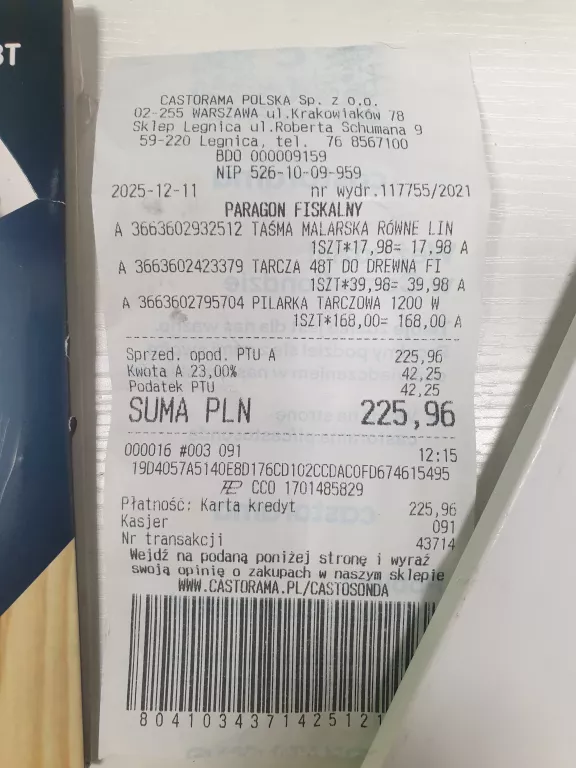 3T
CASTORAMA POLSKA Sp. z o.o.
02-255 WARSZAWA ul.Krakowiaków 78
Sklep Legnica ul.Roberta Schumana 9
59-220 Legnica, tel. 76 8567100
BDO 000009159
NIP 526-10-09-959
2025-12-11 nr wydr.117755/2021
PARAGON FISKALNY
A 3663602932512 TAŚMA MALARSKA RÓWNE LIN
1SZT*17,98= 17,98 A
A 3663602423379 TARCZA 48T DO DREWNA FI
1SZT*39,98= 39,98 A
A 3663602795704 PILARKA TARCZOWA 1200 W
1SZT*168,00= 168,00 A
Sprzed. opod. PTU A 225,96
Kwota A 23,00% 42,25
Podatek PTU 42,25
SUMA PLN 225,96
000016 #003 091 12:15
19D4057A5140E8D176CD102CCDAC0FD674615495
CCO 1701485829
Płatność: Karta kredyt 225,96
Kasjer 091
Nr transakcji 43714
Wejdź na podaną poniżej stronę i wyraź
swoją opinię o zakupach w naszym sklepie
WWW.CASTORAMA.PL/CASTOSONDA
8041034371425121